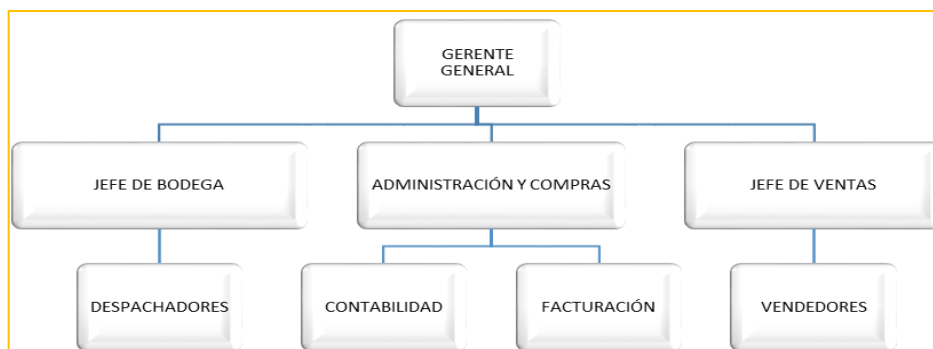 GERENTE
GENERAL
JEFE DE BODEGA
ADMINISTRACIÓN Y COMPRAS
JEFE DE VENTAS
DESPACHADORES
CONTABILIDAD
FACTURACIÓN
VENDEDORES